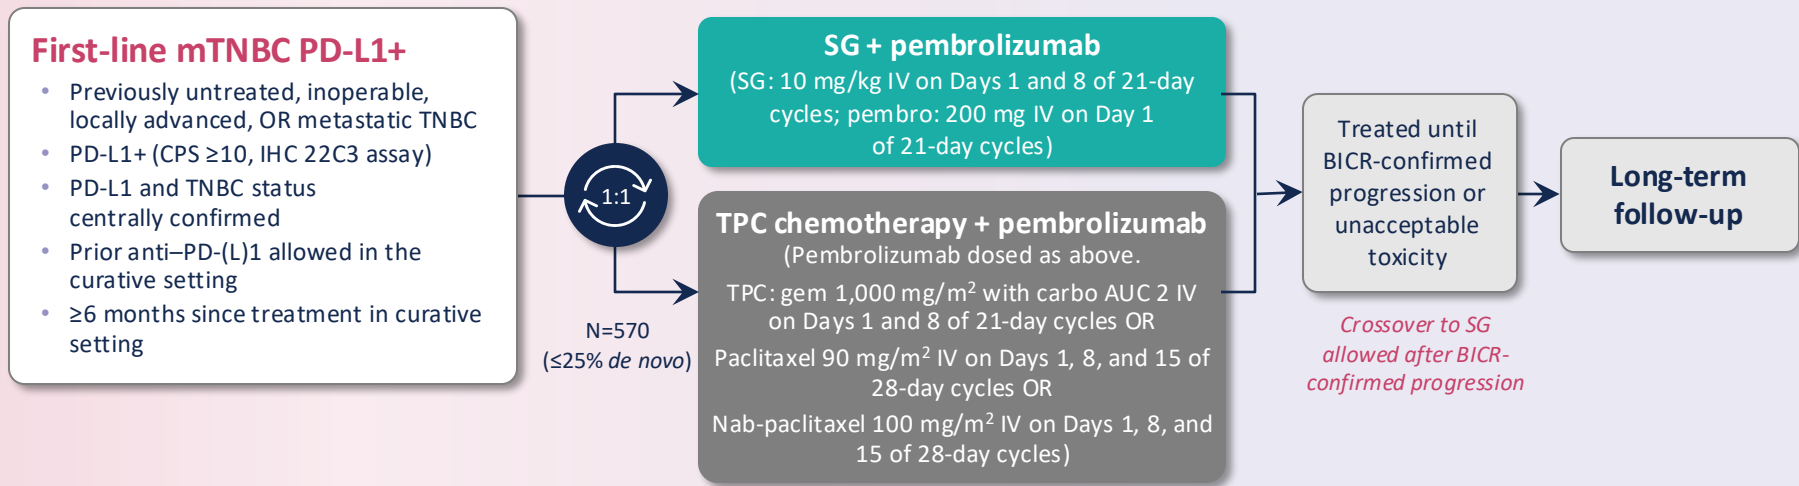 First-line mTNBC PD-L1+
• Previously untreated, inoperable,
locally advanced, OR metastatic TNBC
• PD-L1+ (CPS ≥10, IHC 22C3 assay)
• PD-L1 and TNBC status
centrally confirmed
• Prior anti–PD-(L)1 allowed in the
curative setting
• ≥6 months since treatment in curative
setting
1:1
N=570
(≤25% de novo)
SG + pembrolizumab
(SG: 10 mg/kg IV on Days 1 and 8 of 21-day
cycles; pembro: 200 mg IV on Day 1
of 21-day cycles)
TPC chemotherapy + pembrolizumab
(Pembrolizumab dosed as above.
TPC: gem 1,000 mg/m² with carbo AUC 2 IV
on Days 1 and 8 of 21-day cycles OR
Paclitaxel 90 mg/m² IV on Days 1, 8, and 15 of
28-day cycles OR
Nab-paclitaxel 100 mg/m² IV on Days 1, 8, and
15 of 28-day cycles)
Treated until
BICR-confirmed
progression or
unacceptable
toxicity
Crossover to SG
allowed after BICR-
confirmed progression
Long-term
follow-up